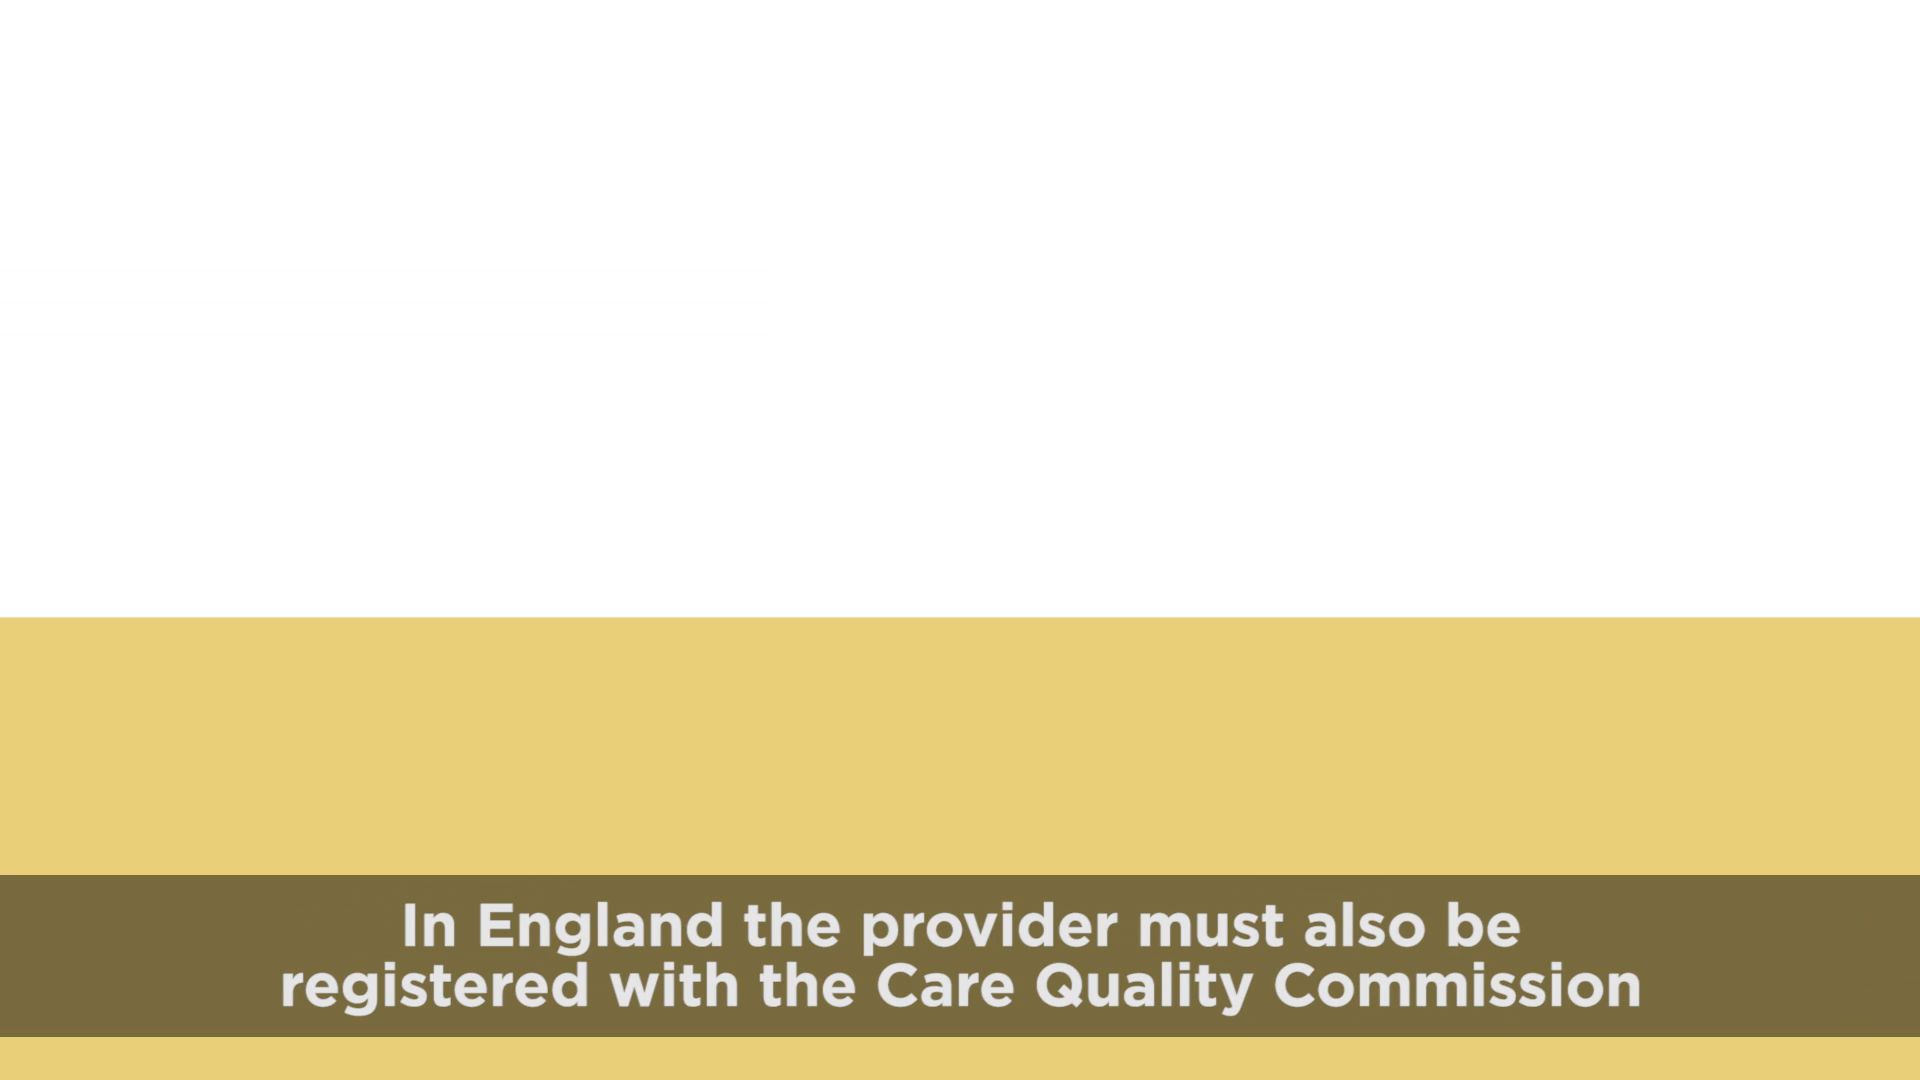 In England the provider must also be
registered with the Care Quality Commission